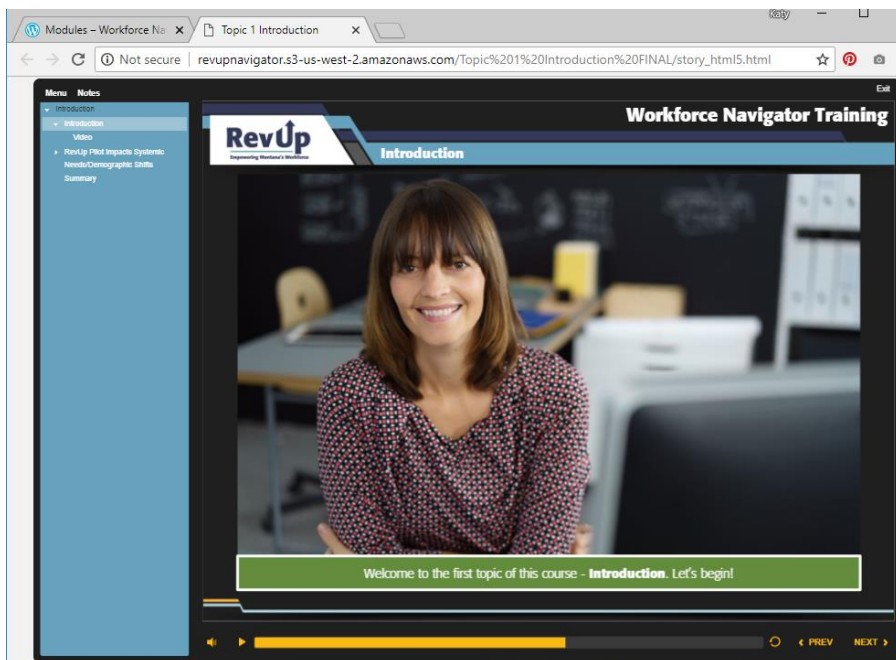 Katy
Modules – Workforce Na
Topic 1 Introduction
Not secure | revupnavigator.s3-us-west-2.amazonaws.com/Topic%201%20Introduction%20FINAL/story_html5.html
Menu Notes
Exit
Introduction
Introduction
Video
RevUp Pilot Impacts Systemic
Needs/Demographic Shifts
Summary
Workforce Navigator Training
RevUp
Empowering Montana's Workforce
Introduction
Welcome to the first topic of this course - Introduction. Let's begin!
PREV
NEXT